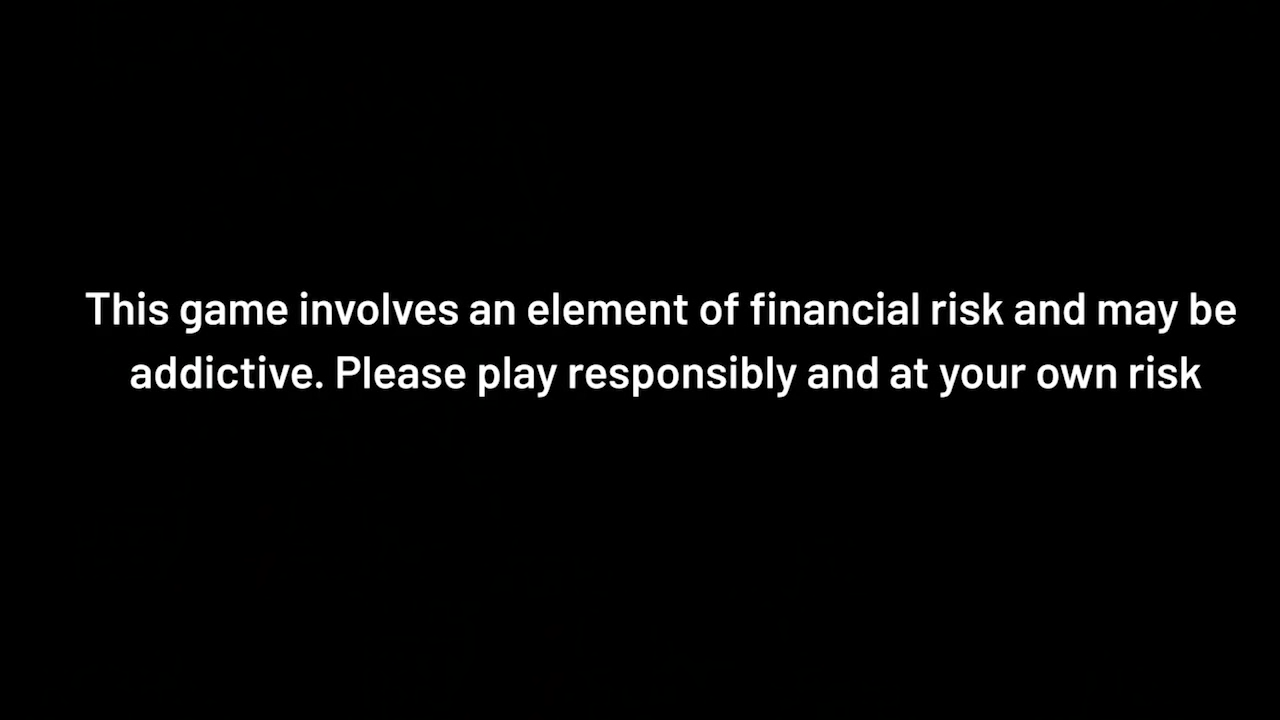 This game involves an element of financial risk and may be
addictive. Please play responsibly and at your own risk